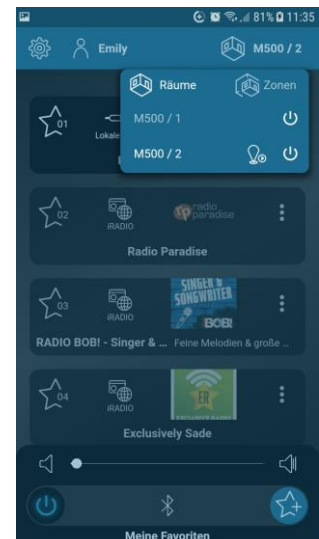 81% 11:35
Emily
M500 / 2
Räume
Zonen
M500 / 1
M500 / 2
01
Lokale
02
iRADIO
radio paradise
Radio Paradise
03
iRADIO
SINGER &
SONGWRITER
BOB!
RADIO BOB! - Singer & ... Feine Melodien & große ...
04
iRADIO
ER
EXCLUSIVELY RADIO
Exclusively Sade
Meine Favoriten